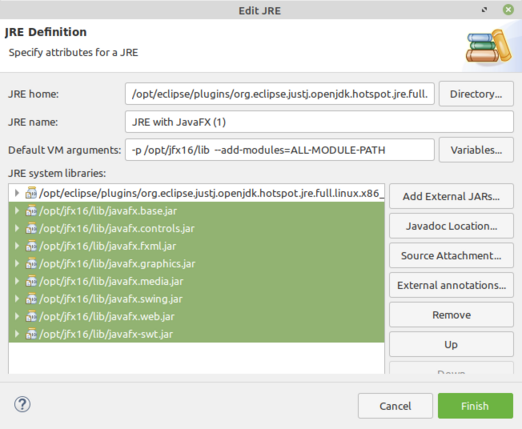 Edit JRE
JRE Definition
Specify attributes for a JRE
JRE home:
/opt/eclipse/plugins/org.eclipse.justj.openjdk.hotspot.jre.full.
Directory...
JRE name:
JRE with JavaFX (1)
Default VM arguments:
-p /opt/jfx16/lib --add-modules=ALL-MODULE-PATH
Variables...
JRE system libraries:
/opt/eclipse/plugins/org.eclipse.justj.openjdk.hotspot.jre.full.linux.x86_
/opt/jfx16/lib/javafx.base.jar
/opt/jfx16/lib/javafx.controls.jar
/opt/jfx16/lib/javafx.fxml.jar
/opt/jfx16/lib/javafx.graphics.jar
/opt/jfx16/lib/javafx.media.jar
/opt/jfx16/lib/javafx.swing.jar
/opt/jfx16/lib/javafx.web.jar
/opt/jfx16/lib/javafx-swt.jar
Add External JARs...
Javadoc Location...
Source Attachment...
External annotations...
Remove
Up
Down
?
Cancel
Finish